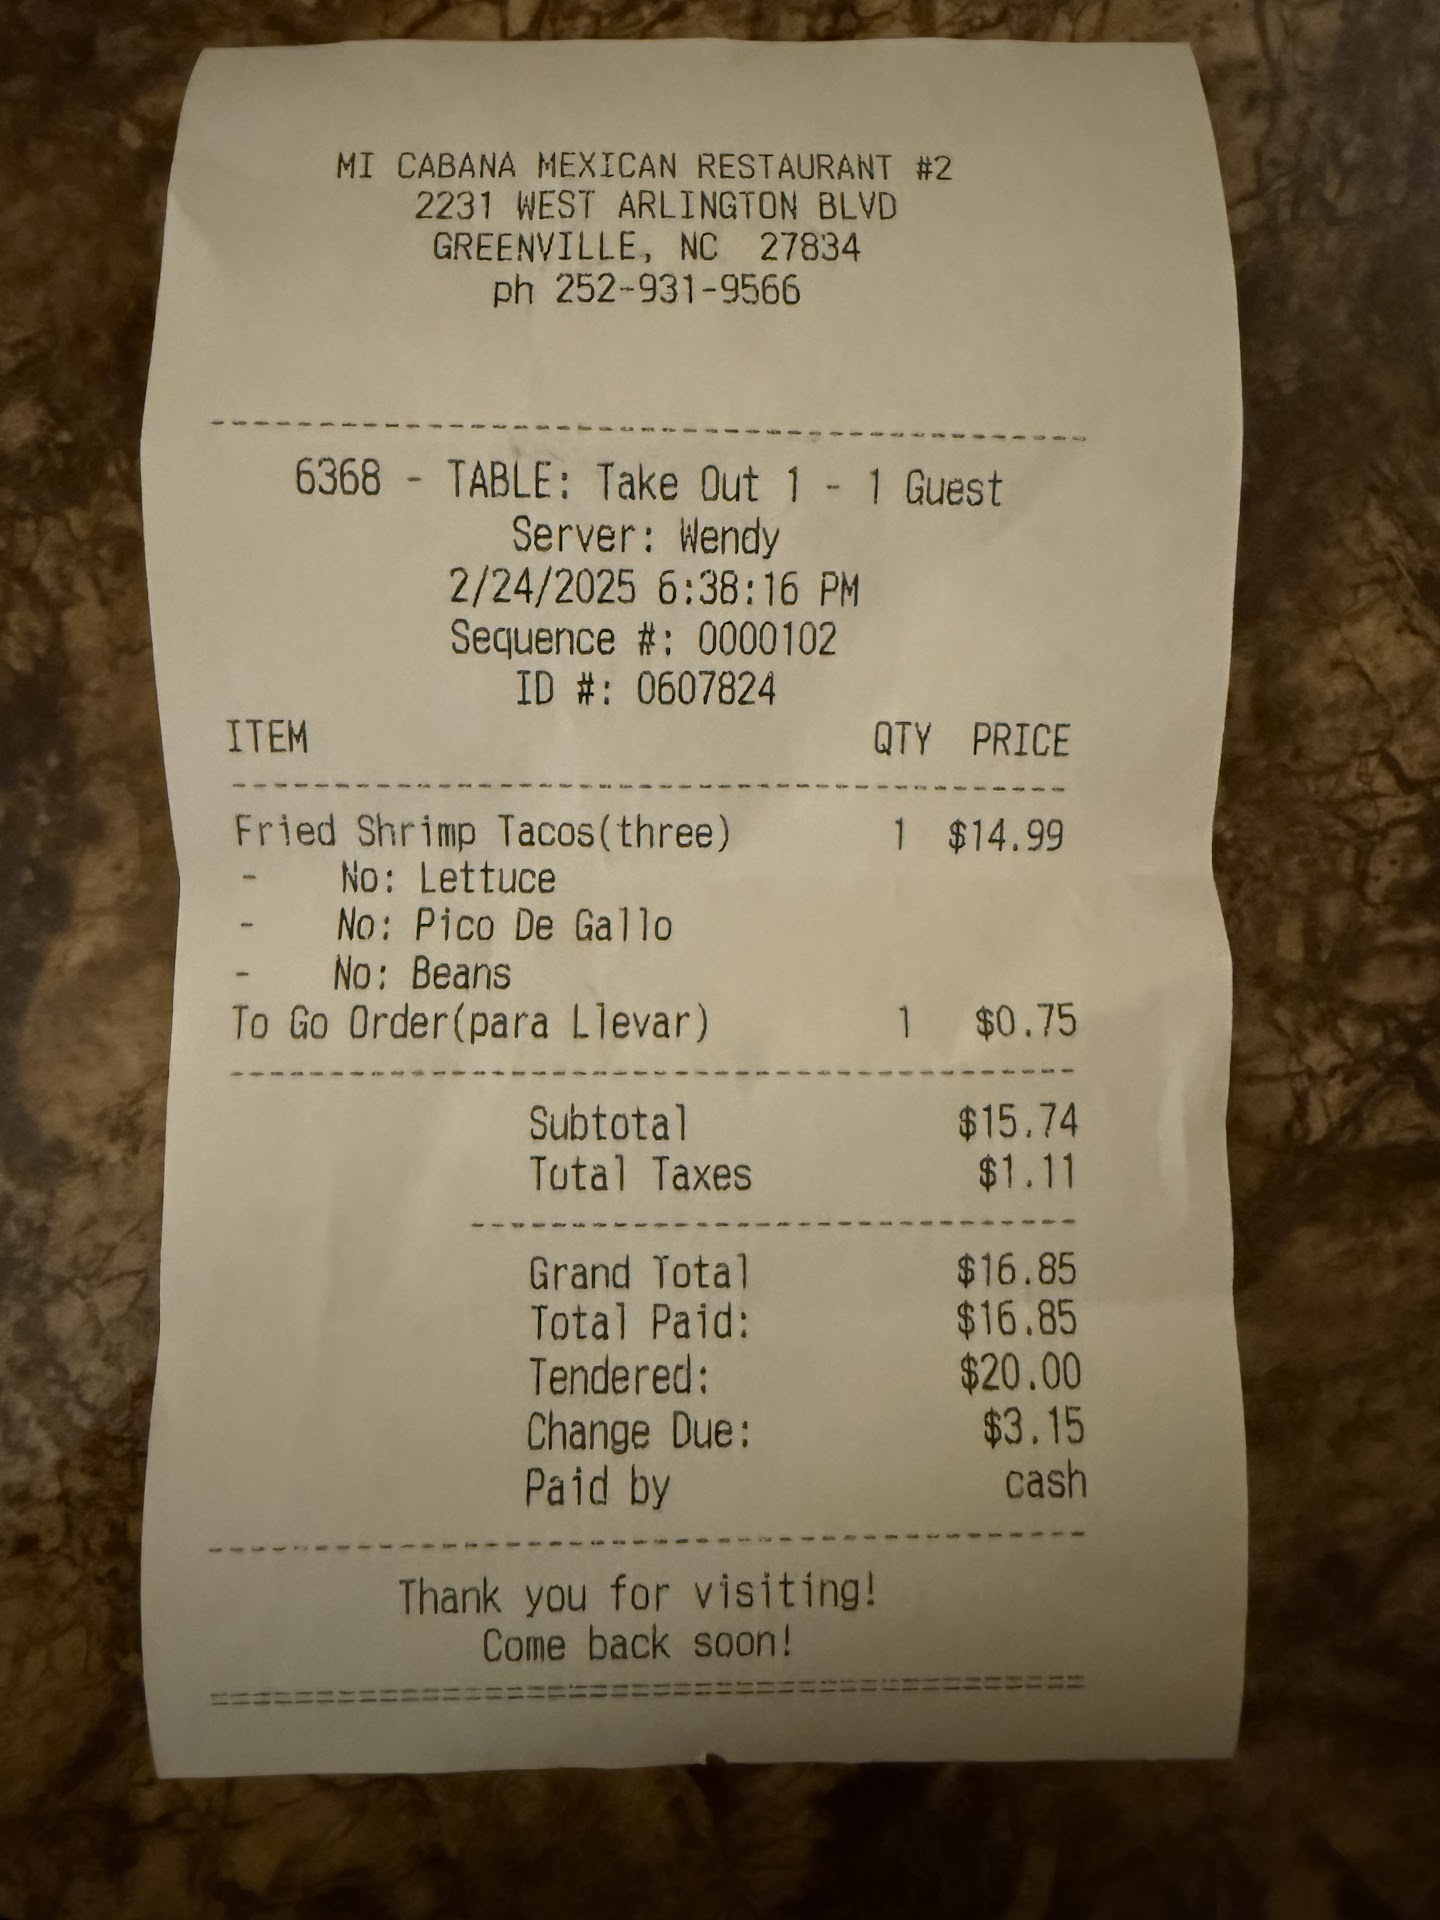 MI CABANA MEXICAN RESTAURANT #2
2231 WEST ARLINGTON BLVD
GREENVILLE, NC 27834
ph 252-931-9566
6368 - TABLE: Take Out 1 - 1 Guest
Server: Wendy
2/24/2025 6:38:16 PM
Sequence #: 0000102
ID #: 0607824
ITEM QTY PRICE
Fried Shrimp Tacos(three) 1 $14.99
- No: Lettuce
- No: Pico De Gallo
- No: Beans
To Go Order(para Llevar) 1 $0.75
Subtotal $15.74
Total Taxes $1.11
Grand Total $16.85
Total Paid: $16.85
Tendered: $20.00
Change Due: $3.15
Paid by cash
Thank you for visiting!
Come back soon!